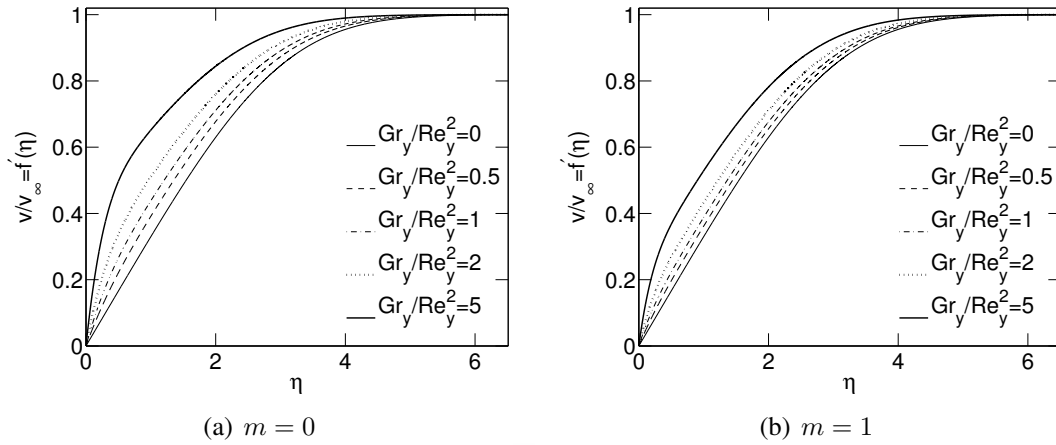 1
0.8
0.6
0.4
0.2
0
0 2 4 6
v/v∞=f′(η)
η
Gr_y/Re_y^2=0
Gr_y/Re_y^2=0.5
Gr_y/Re_y^2=1
Gr_y/Re_y^2=2
Gr_y/Re_y^2=5
(a) m = 0
1
0.8
0.6
0.4
0.2
0
0 2 4 6
v/v∞=f′(η)
η
Gr_y/Re_y^2=0
Gr_y/Re_y^2=0.5
Gr_y/Re_y^2=1
Gr_y/Re_y^2=2
Gr_y/Re_y^2=5
(b) m = 1